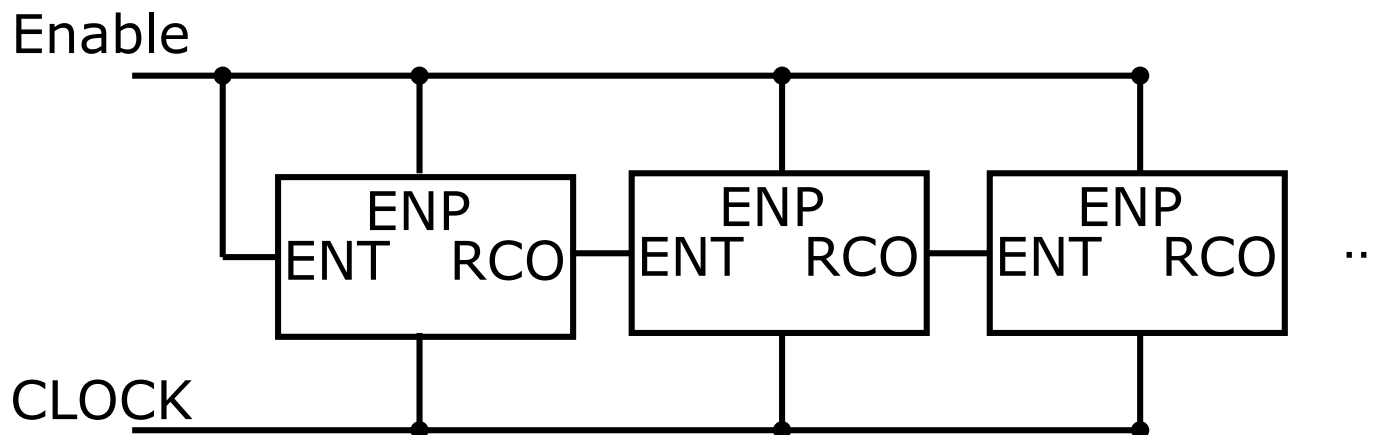 Enable
ENP
ENT RCO
ENP
ENT RCO
ENP
ENT RCO
..
CLOCK